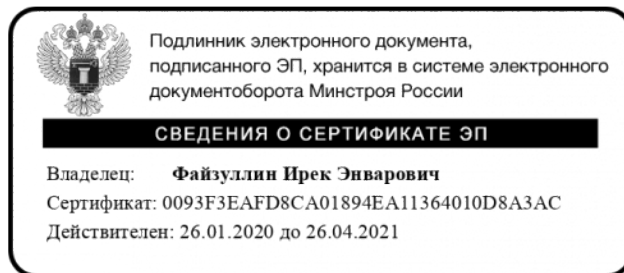 Подлинник электронного документа,
подписанного ЭП, хранится в системе электронного
документоборота Минстроя России
СВЕДЕНИЯ О СЕРТИФИКАТЕ ЭП
Владелец: Файзуллин Ирек Энварович
Сертификат: 0093F3EAFD8CA01894EA11364010D8A3AC
Действителен: 26.01.2020 до 26.04.2021